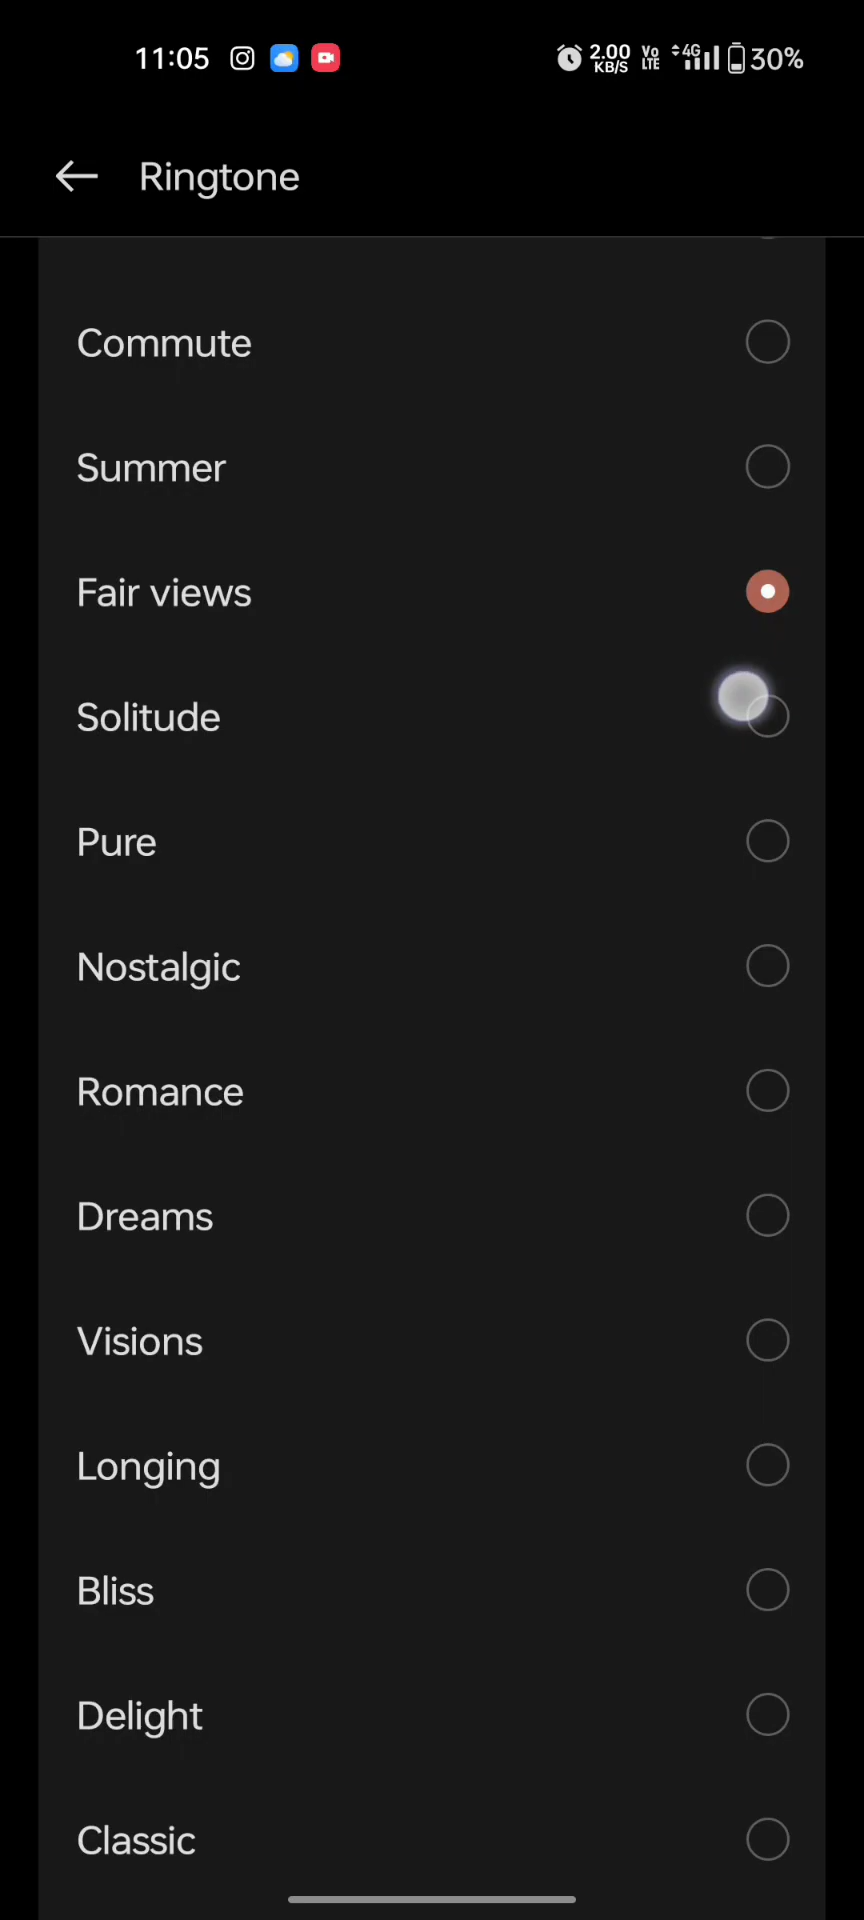 11:05 2.00 KB/S Vo LTE 4G 30%
Ringtone
Commute
Summer
Fair views
Solitude
Pure
Nostalgic
Romance
Dreams
Visions
Longing
Bliss
Delight
Classic